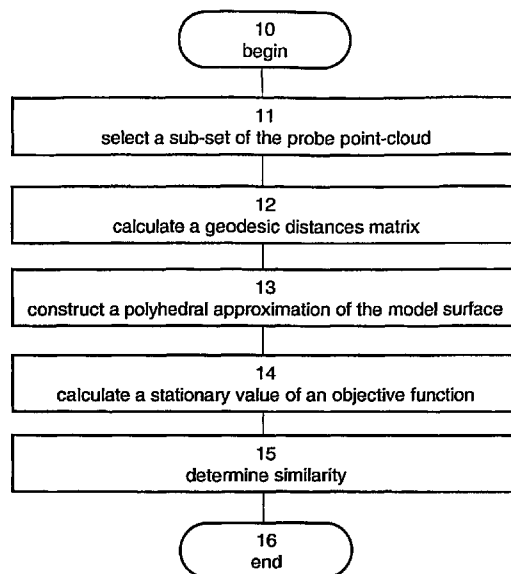 10
begin
11
select a sub-set of the probe point-cloud
12
calculate a geodesic distances matrix
13
construct a polyhedral approximation of the model surface
14
calculate a stationary value of an objective function
15
determine similarity
16
end